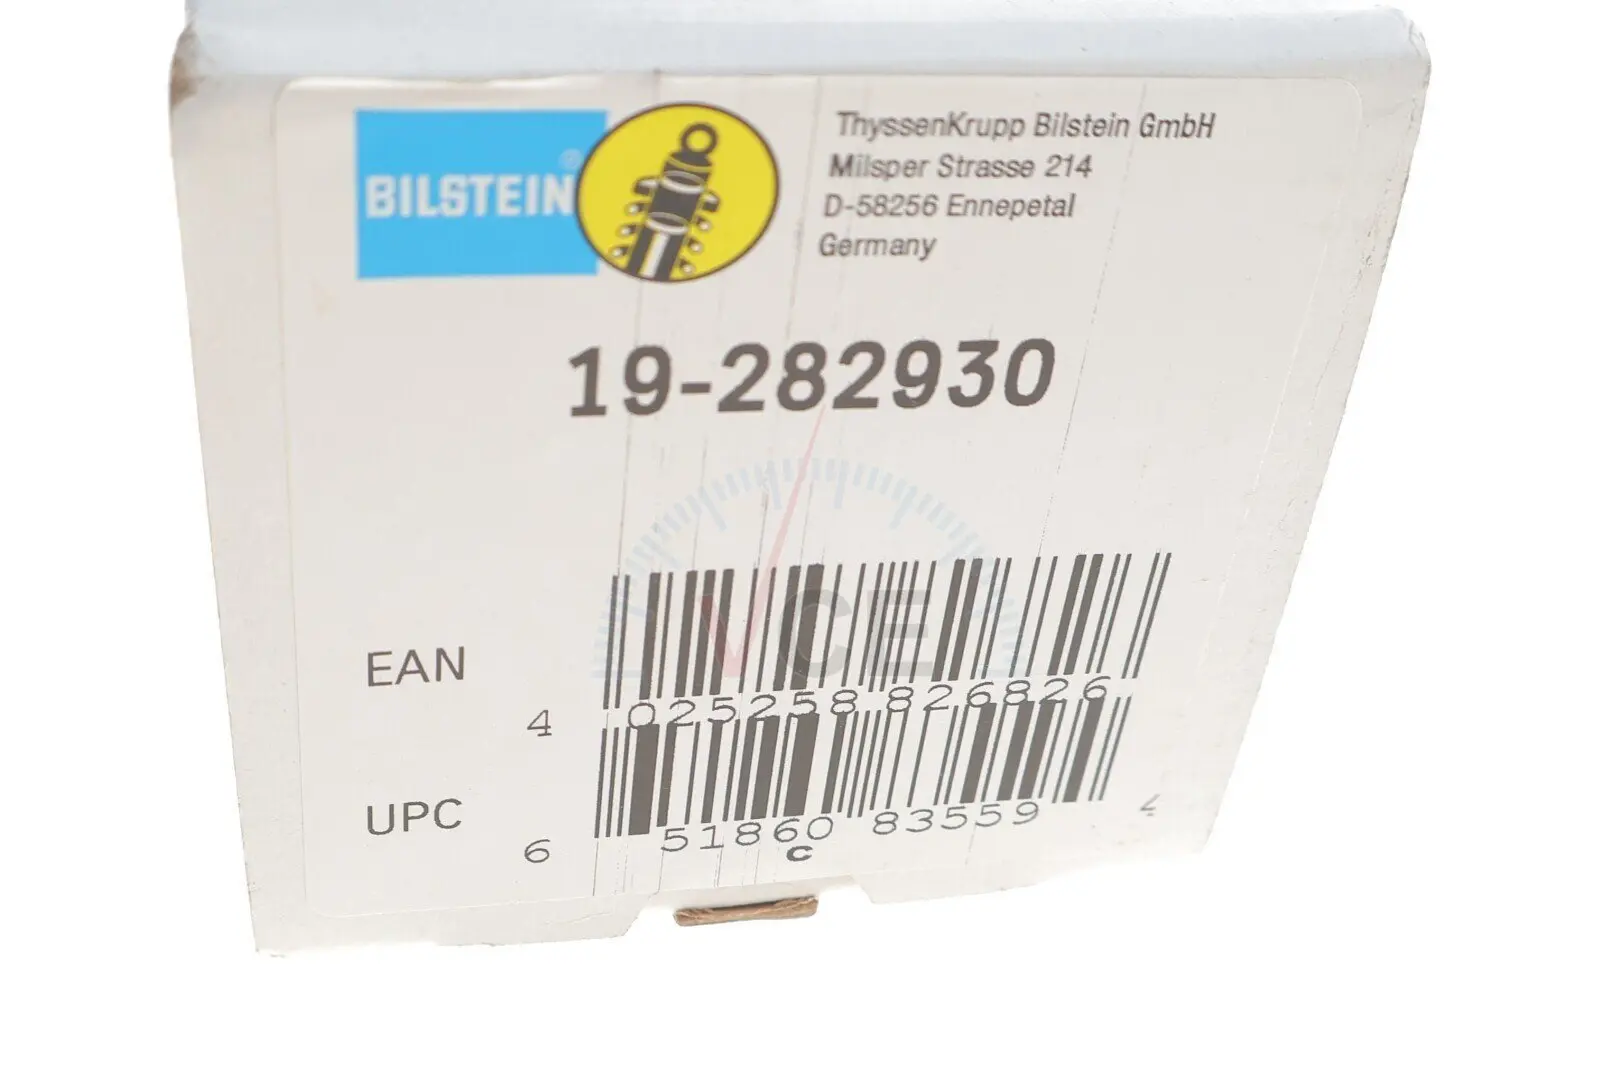 BILSTEIN®
ThyssenKrupp Bilstein GmbH
Milsper Strasse 214
D-58256 Ennepetal
Germany
19-282930
VCE
EAN
4 025258 826826
UPC
6 51860 83559 4
C